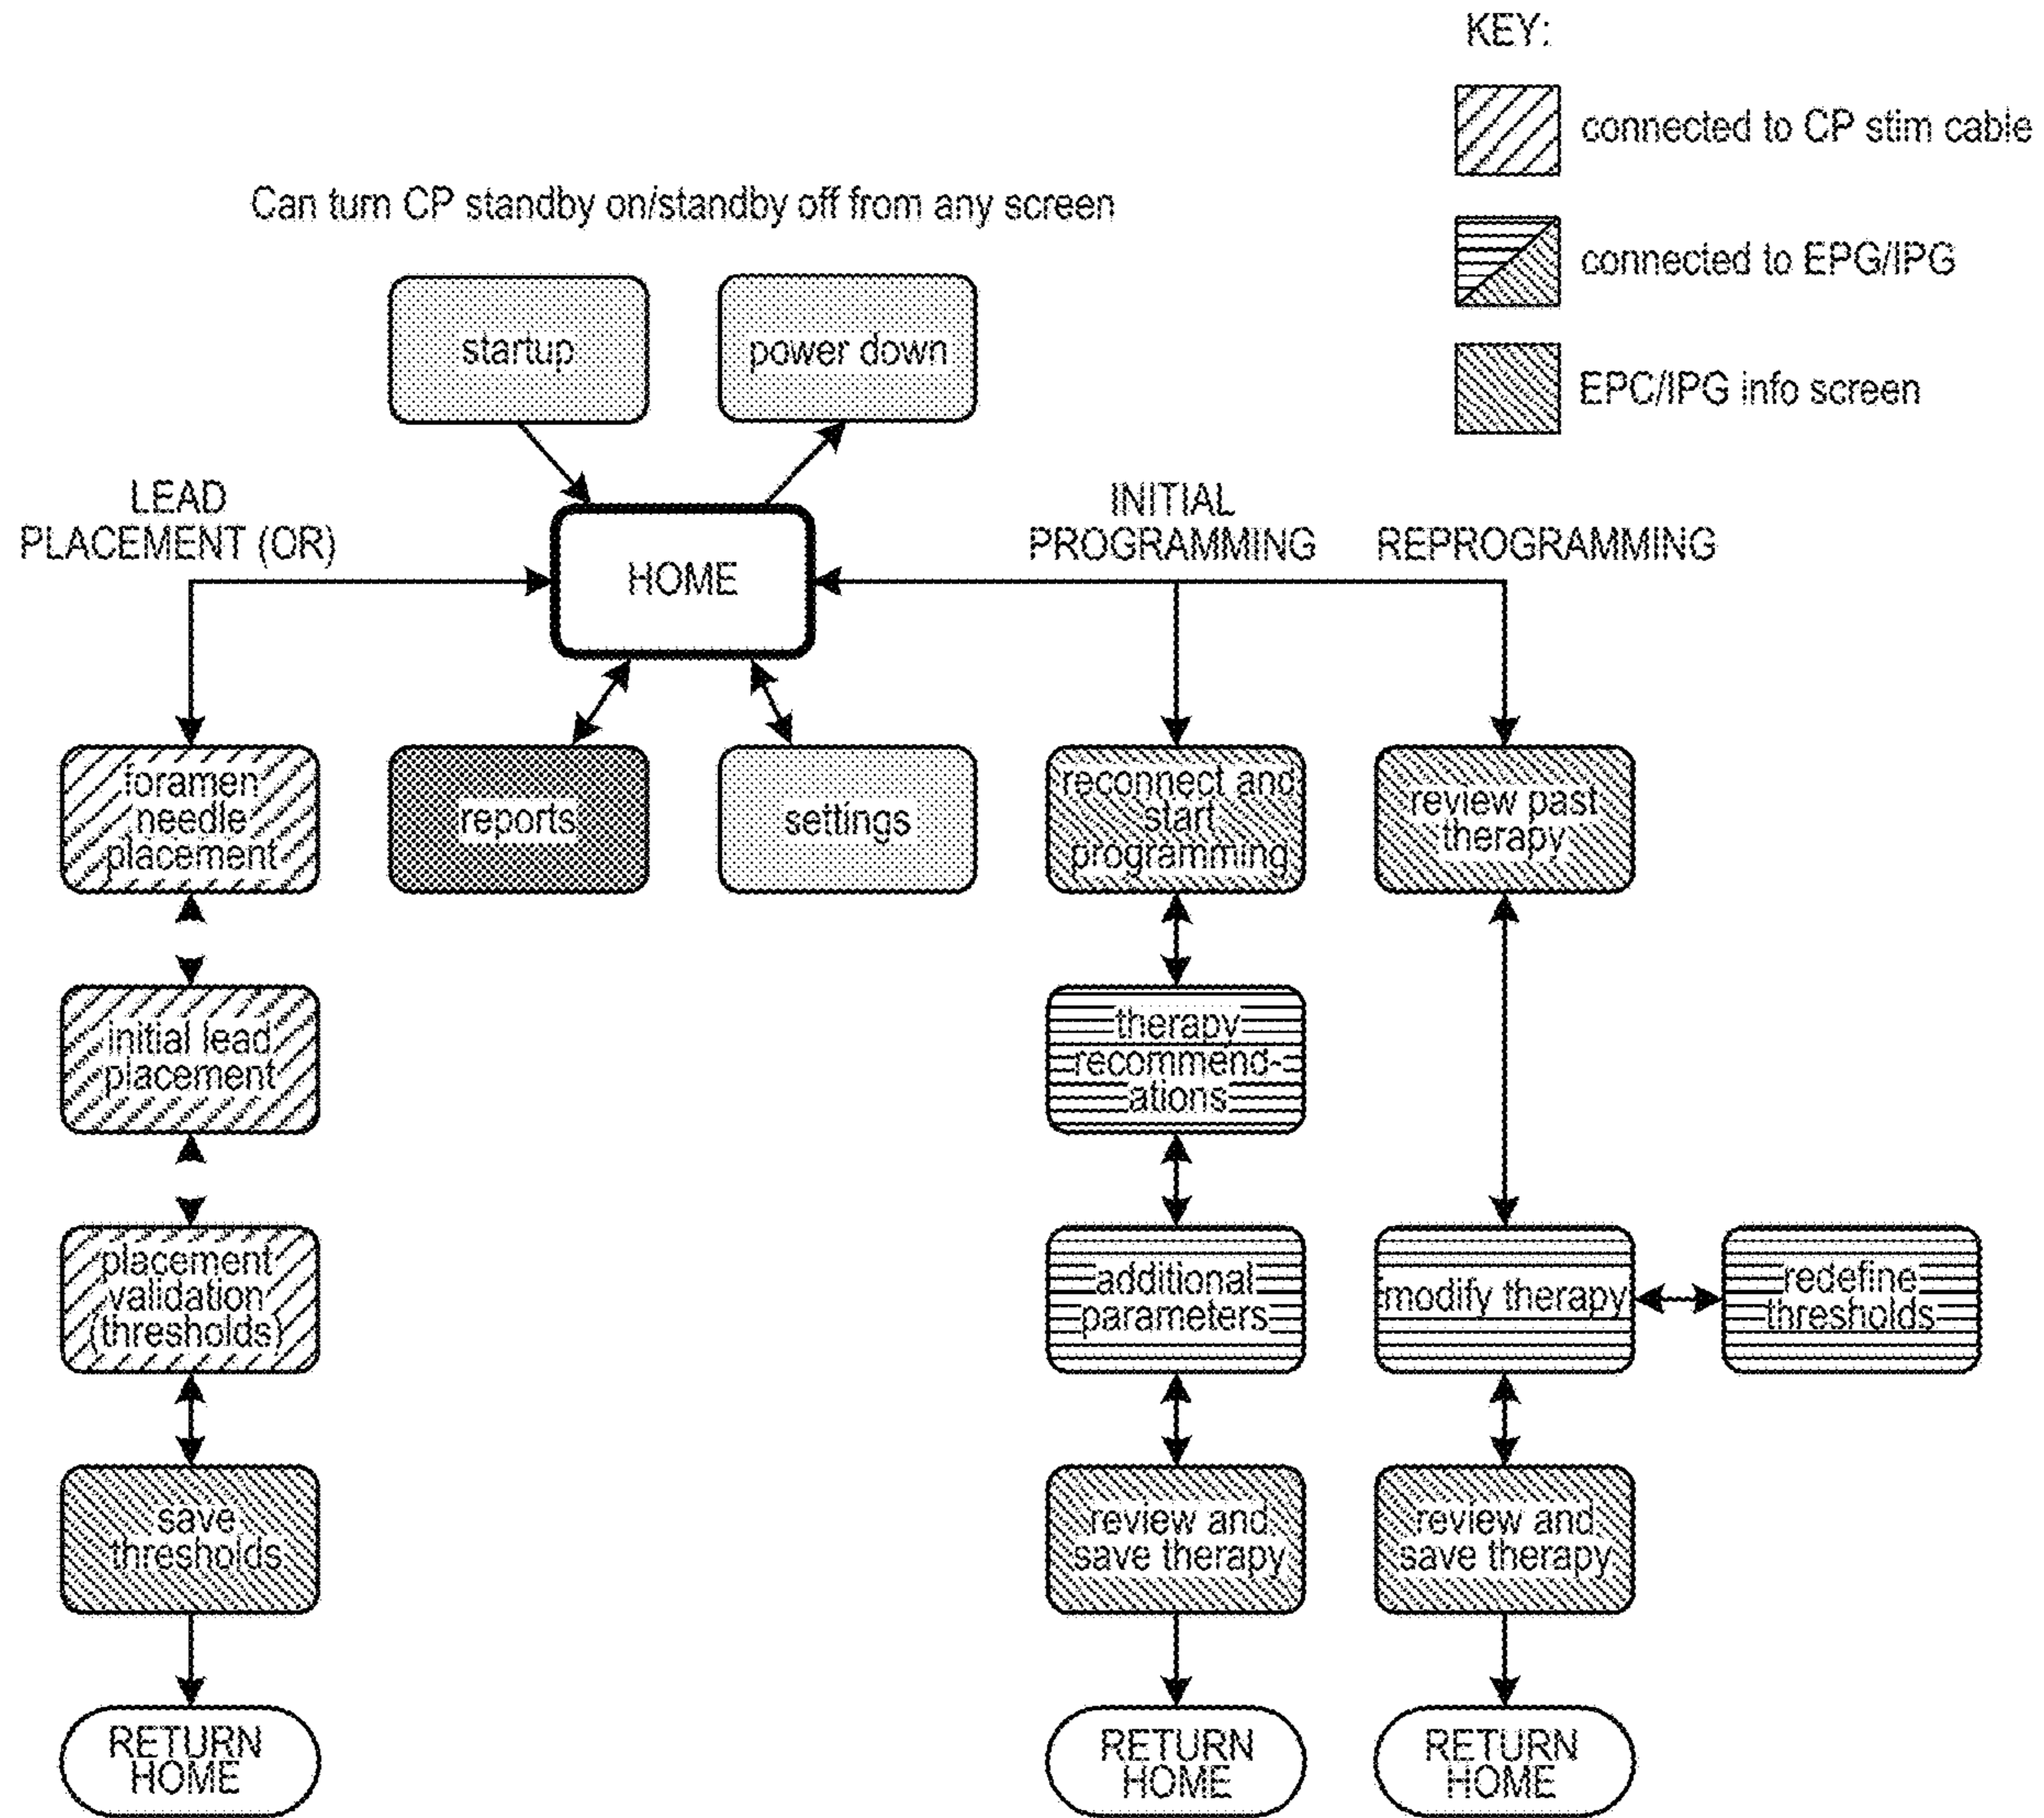 KEY:
connected to CP stim cable
connected to EPG/IPG
EPC/IPG info screen
Can turn CP standby on/standby off from any screen
startup
power down
LEAD
PLACEMENT (OR)
HOME
INITIAL
PROGRAMMING
REPROGRAMMING
foramen
needle
placement
reports
settings
reconnect and
start
programming
review past
therapy
initial lead
placement
therapy
recommend-
ations
placement
validation
(thresholds)
additional
parameters
modify therapy
redefine
thresholds
save
thresholds
review and
save therapy
review and
save therapy
RETURN
HOME
RETURN
HOME
RETURN
HOME